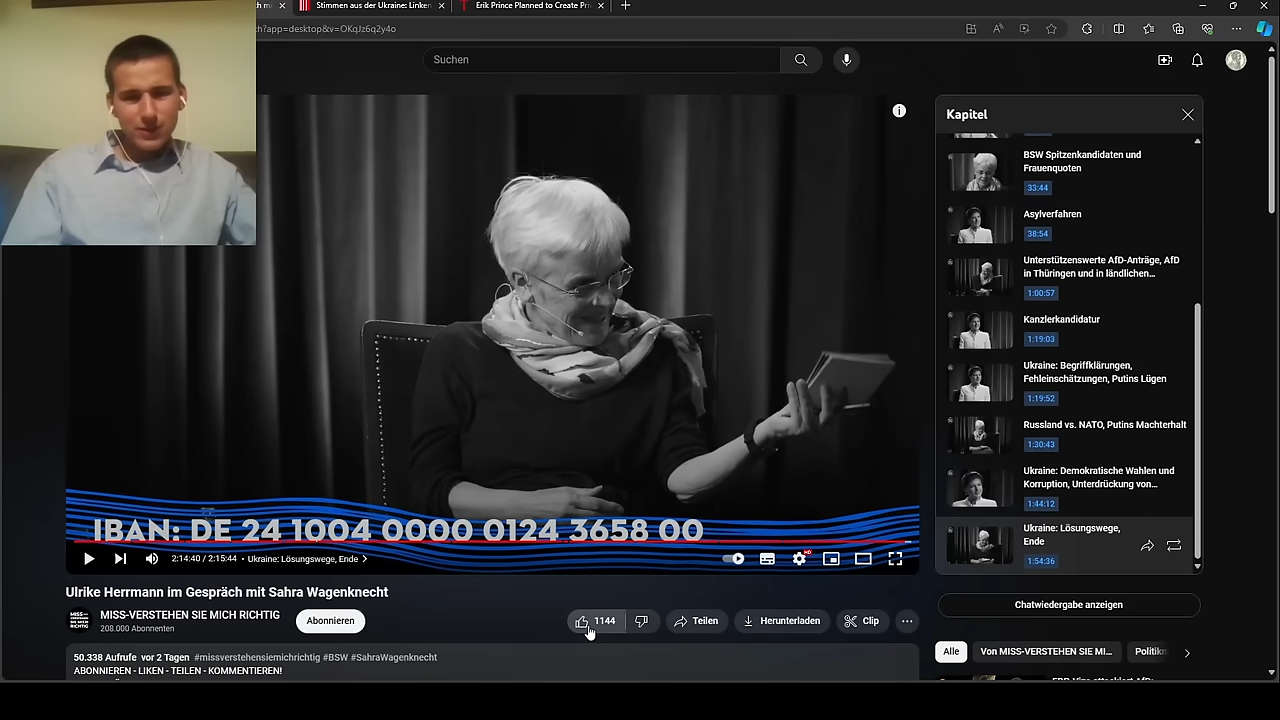 Stimmen aus der Ukraine: Linken
Erik Prince Planned to Create Pri
ch?app=desktop&v=OKqJz6q2y4o
Suchen
IBAN: DE 24 1004 0000 0124 3658 00
2:14:40 / 2:15:44 • Ukraine: Lösungswege, Ende
Ulrike Herrmann im Gespräch mit Sahra Wagenknecht
MISS-VERSTEHEN SIE MICH RICHTIG
208.000 Abonnenten
Abonnieren
1144
Teilen
Herunterladen
Clip
50.338 Aufrufe vor 2 Tagen #missverstehensiemichrichtig #BSW #SahraWagenknecht
ABONNIEREN - LIKEN - TEILEN - KOMMENTIEREN!
Kapitel
BSW Spitzenkandidaten und
Frauenquoten
33:44
Asylverfahren
38:54
Unterstützenswerte AfD-Anträge, AfD
in Thüringen und in ländlichen...
1:00:57
Kanzlerkandidatur
1:19:03
Ukraine: Begriffklärungen,
Fehleinschätzungen, Putins Lügen
1:19:52
Russland vs. NATO, Putins Machterhalt
1:30:43
Ukraine: Demokratische Wahlen und
Korruption, Unterdrückung von...
1:44:12
Ukraine: Lösungswege,
Ende
1:54:36
Chatwiedergabe anzeigen
Alle
Von MISS-VERSTEHEN SIE MI...
Politikn